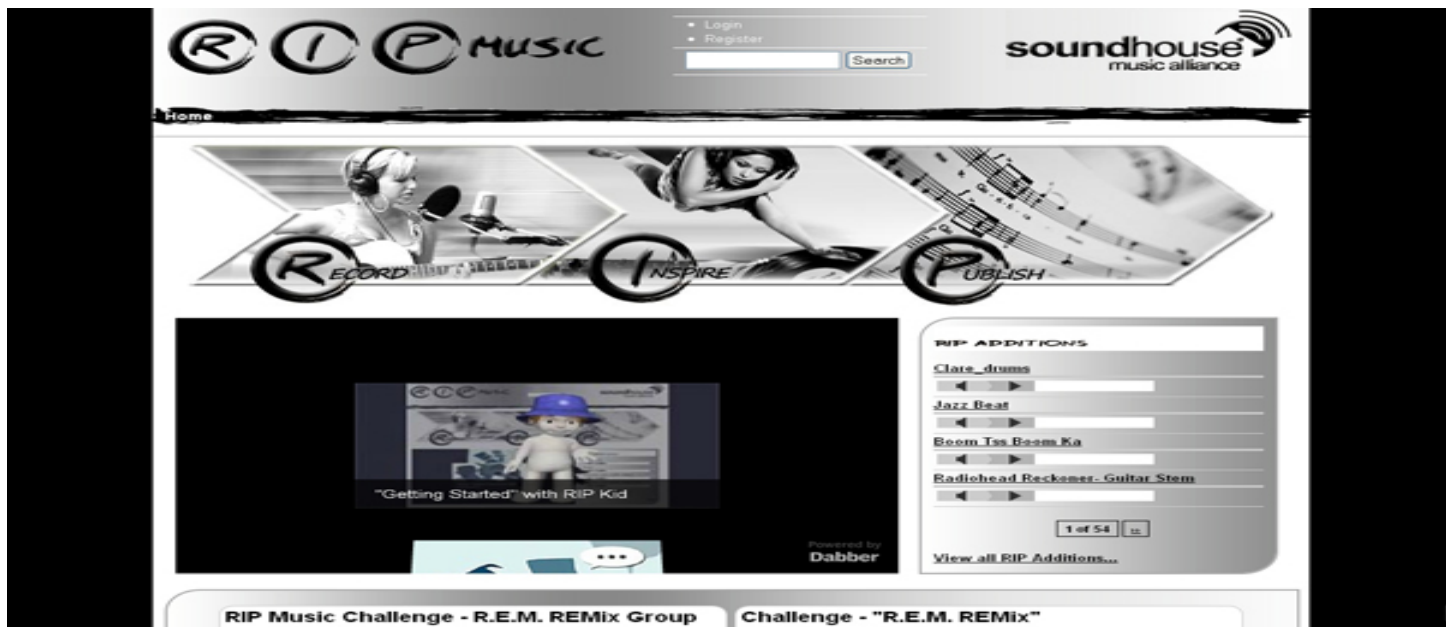 R I P MUSIC
Login
Register
Search
soundhouse
music alliance
Home
RECORD
INSPIRE
PUBLISH
"Getting Started" with RIP Kid
Powered by
Dabber
RIP ADDITIONS
Clare_drums
Jazz Beat
Boom Tss Boom Ka
Radiohead Reckoner- Guitar Stem
1 of 54
View all RIP Additions...
RIP Music Challenge - R.E.M. REMix Group
Challenge - "R.E.M. REMix"